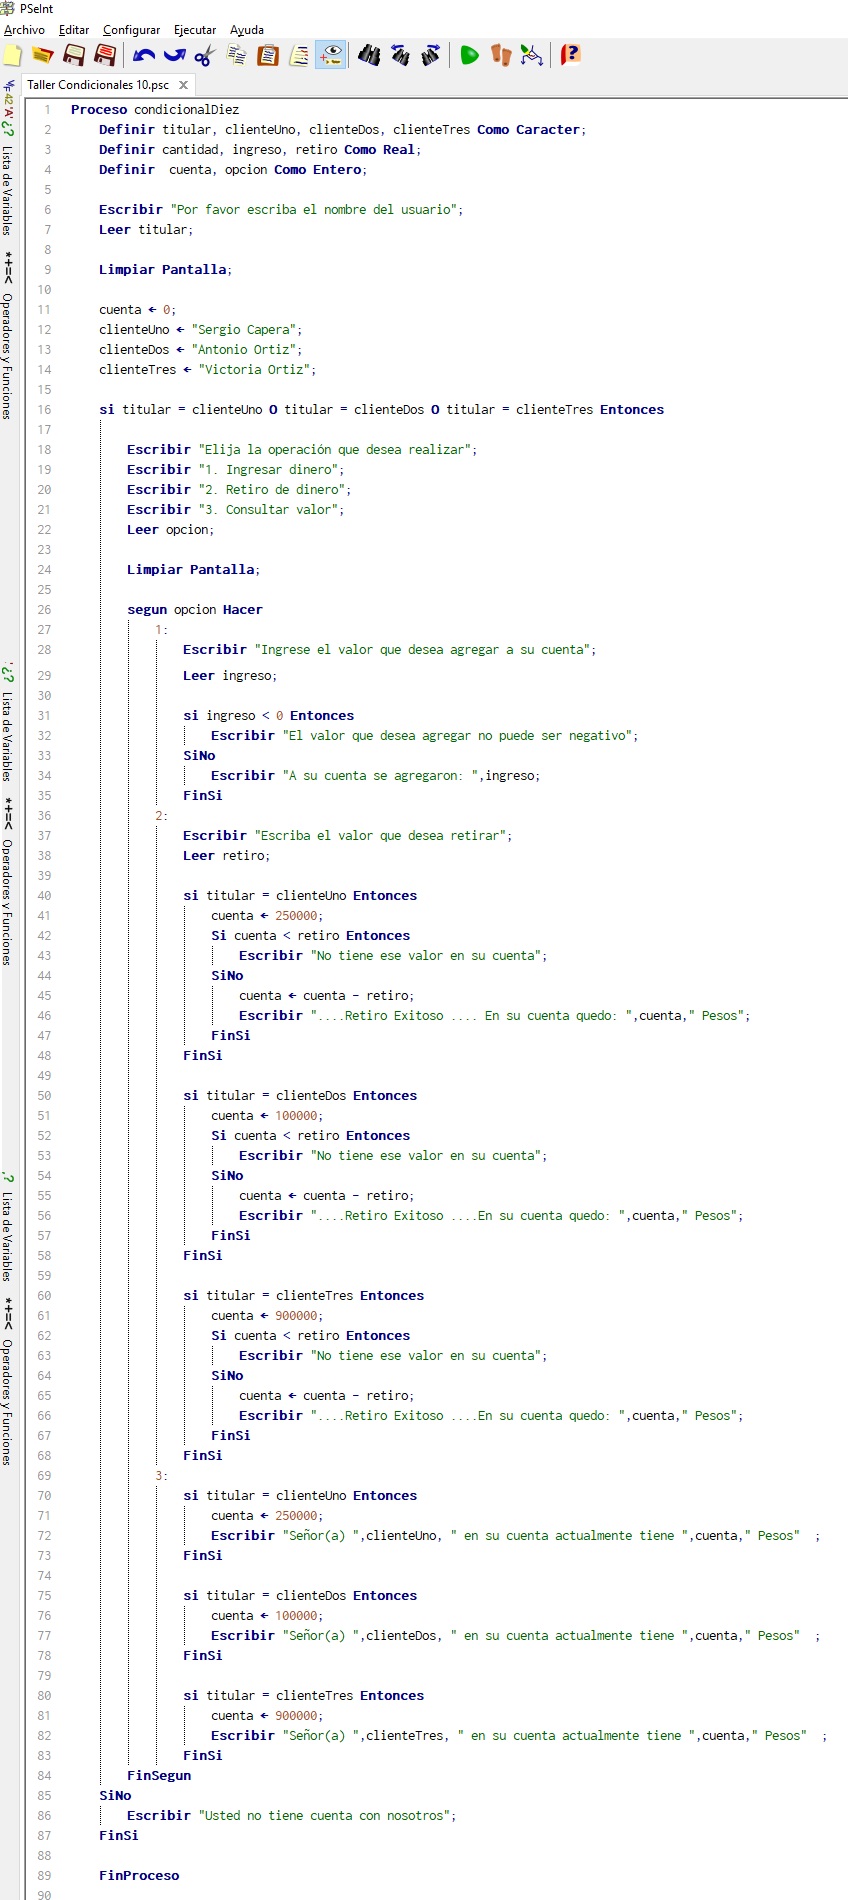 PSeInt
Archivo Editar Configurar Ejecutar Ayuda
Taller Condicionales 10.psc X
1 Proceso condicionalDiez
2 Definir titular, clienteUno, clienteDos, clienteTres Como Caracter;
3 Definir cantidad, ingreso, retiro Como Real;
4 Definir cuenta, opcion Como Entero;
5
6 Escribir "Por favor escriba el nombre del usuario";
7 Leer titular;
8
9 Limpiar Pantalla;
10
11 cuenta ← 0;
12 clienteUno ← "Sergio Capera";
13 clienteDos ← "Antonio Ortiz";
14 clienteTres ← "Victoria Ortiz";
15
16 si titular = clienteUno O titular = clienteDos O titular = clienteTres Entonces
17
18 Escribir "Elija la operación que desea realizar";
19 Escribir "1. Ingresar dinero";
20 Escribir "2. Retiro de dinero";
21 Escribir "3. Consultar valor";
22 Leer opcion;
23
24 Limpiar Pantalla;
25
26 segun opcion Hacer
27 1:
28 Escribir "Ingrese el valor que desea agregar a su cuenta";
29 Leer ingreso;
30
31 si ingreso < 0 Entonces
32 Escribir "El valor que desea agregar no puede ser negativo";
33 SiNo
34 Escribir "A su cuenta se agregaron: ",ingreso;
35 FinSi
36 2:
37 Escribir "Escriba el valor que desea retirar";
38 Leer retiro;
39
40 si titular = clienteUno Entonces
41 cuenta ← 250000;
42 Si cuenta < retiro Entonces
43 Escribir "No tiene ese valor en su cuenta";
44 SiNo
45 cuenta ← cuenta - retiro;
46 Escribir "....Retiro Exitoso .... En su cuenta quedo: ",cuenta," Pesos";
47 FinSi
48 FinSi
49
50 si titular = clienteDos Entonces
51 cuenta ← 100000;
52 Si cuenta < retiro Entonces
53 Escribir "No tiene ese valor en su cuenta";
54 SiNo
55 cuenta ← cuenta - retiro;
56 Escribir "....Retiro Exitoso ....En su cuenta quedo: ",cuenta," Pesos";
57 FinSi
58 FinSi
59
60 si titular = clienteTres Entonces
61 cuenta ← 900000;
62 Si cuenta < retiro Entonces
63 Escribir "No tiene ese valor en su cuenta";
64 SiNo
65 cuenta ← cuenta - retiro;
66 Escribir "....Retiro Exitoso ....En su cuenta quedo: ",cuenta," Pesos";
67 FinSi
68 FinSi
69 3:
70 si titular = clienteUno Entonces
71 cuenta ← 250000;
72 Escribir "Señor(a) ",clienteUno, " en su cuenta actualmente tiene ",cuenta," Pesos" ;
73 FinSi
74
75 si titular = clienteDos Entonces
76 cuenta ← 100000;
77 Escribir "Señor(a) ",clienteDos, " en su cuenta actualmente tiene ",cuenta," Pesos" ;
78 FinSi
79
80 si titular = clienteTres Entonces
81 cuenta ← 900000;
82 Escribir "Señor(a) ",clienteTres, " en su cuenta actualmente tiene ",cuenta," Pesos" ;
83 FinSi
84 FinSegun
85 SiNo
86 Escribir "Usted no tiene cuenta con nosotros";
87 FinSi
88
89 FinProceso
90
Lista de Variables
*+=< Operadores y Funciones
Lista de Variables
*+=< Operadores y Funciones
Lista de Variables
*+=< Operadores y Funciones